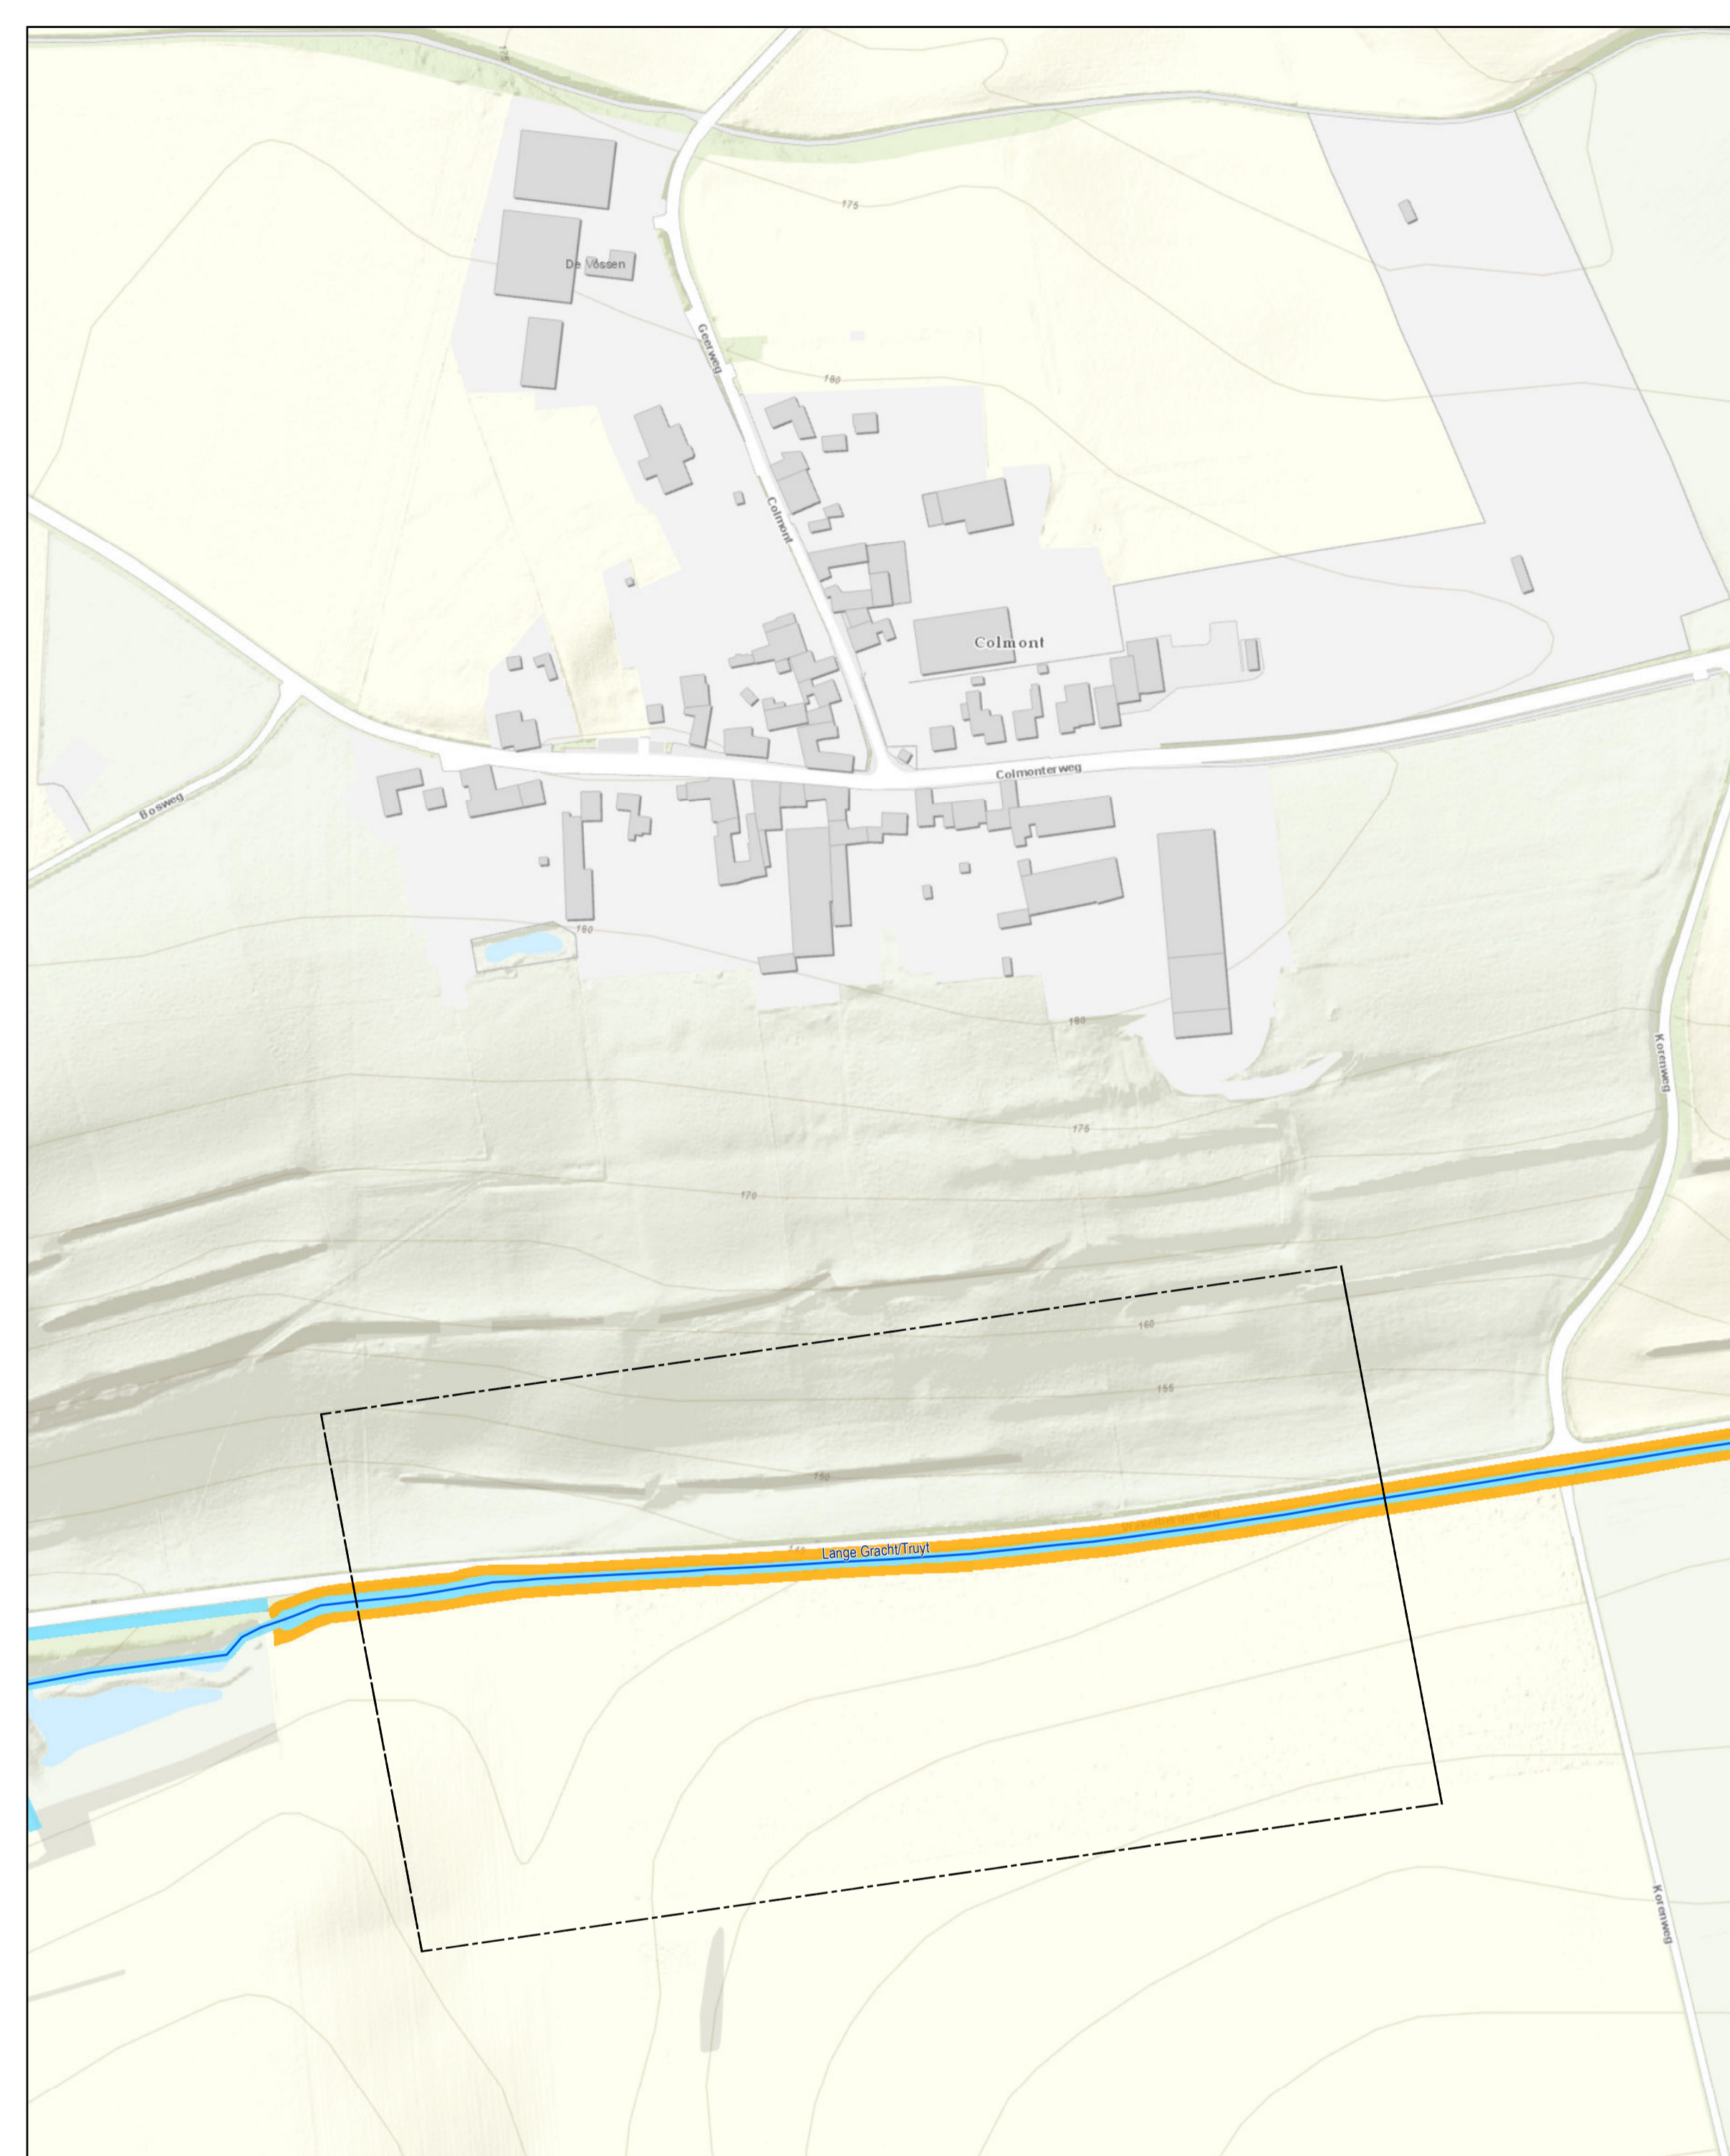 175
175
De Vossen
Geerweg
180
Colmont
Colmont
Colmonterweg
Bosweg
180
180
Korenweg
175
170
160
155
150
Lange Gracht/Truyt
Korenweg